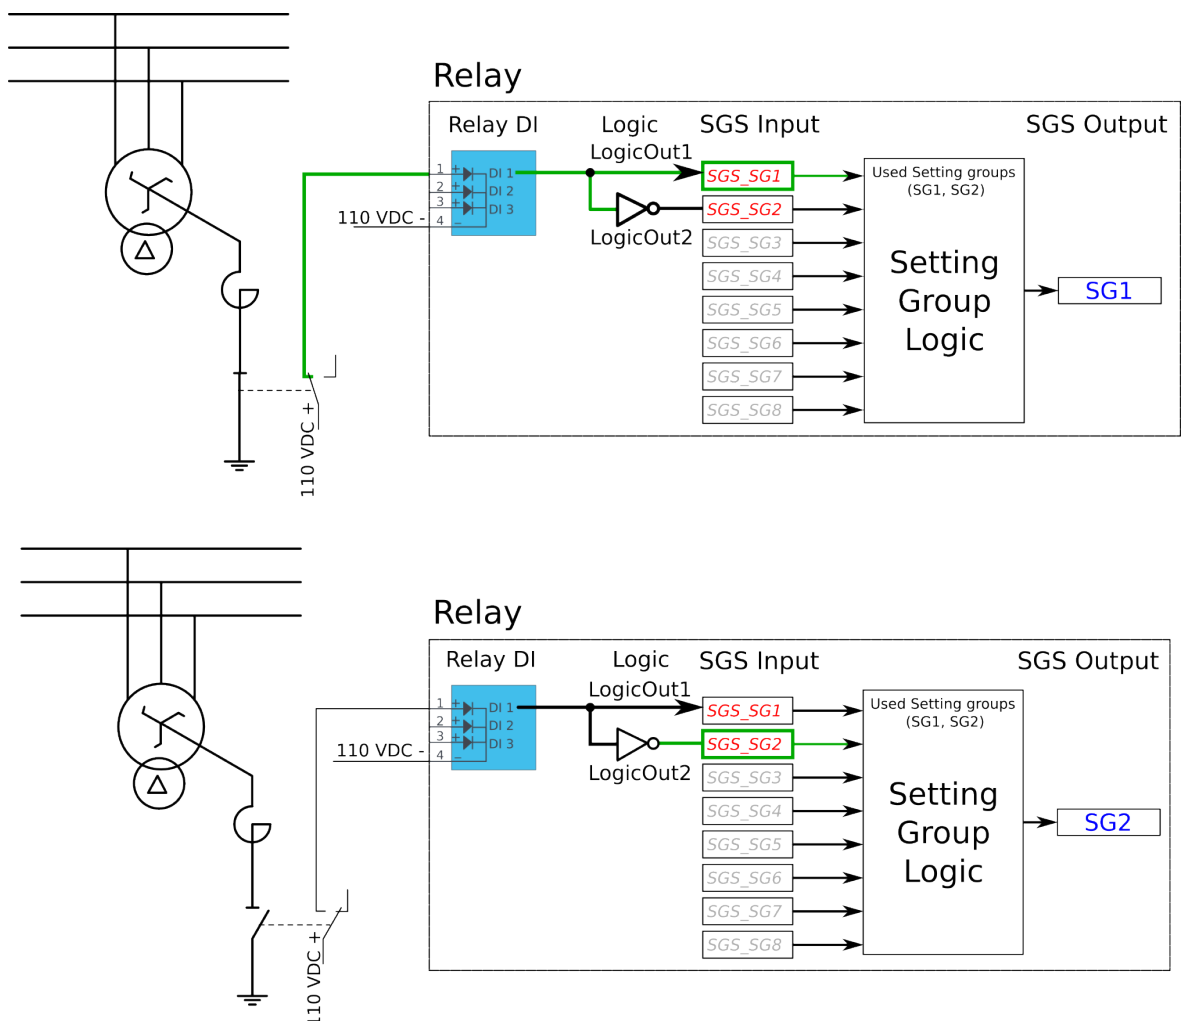 Relay
Relay DI
Logic
SGS Input
SGS Output
LogicOut1
1 +
DI 1
2 +
DI 2
3 +
DI 3
4 –
110 VDC -
LogicOut2
SGS_SG1
SGS_SG2
SGS_SG3
SGS_SG4
SGS_SG5
SGS_SG6
SGS_SG7
SGS_SG8
Used Setting groups
(SG1, SG2)
Setting
Group
Logic
SG1
110 VDC +
Relay
Relay DI
Logic
SGS Input
SGS Output
LogicOut1
1 +
DI 1
2 +
DI 2
3 +
DI 3
4 –
110 VDC -
LogicOut2
SGS_SG1
SGS_SG2
SGS_SG3
SGS_SG4
SGS_SG5
SGS_SG6
SGS_SG7
SGS_SG8
Used Setting groups
(SG1, SG2)
Setting
Group
Logic
SG2
110 VDC +